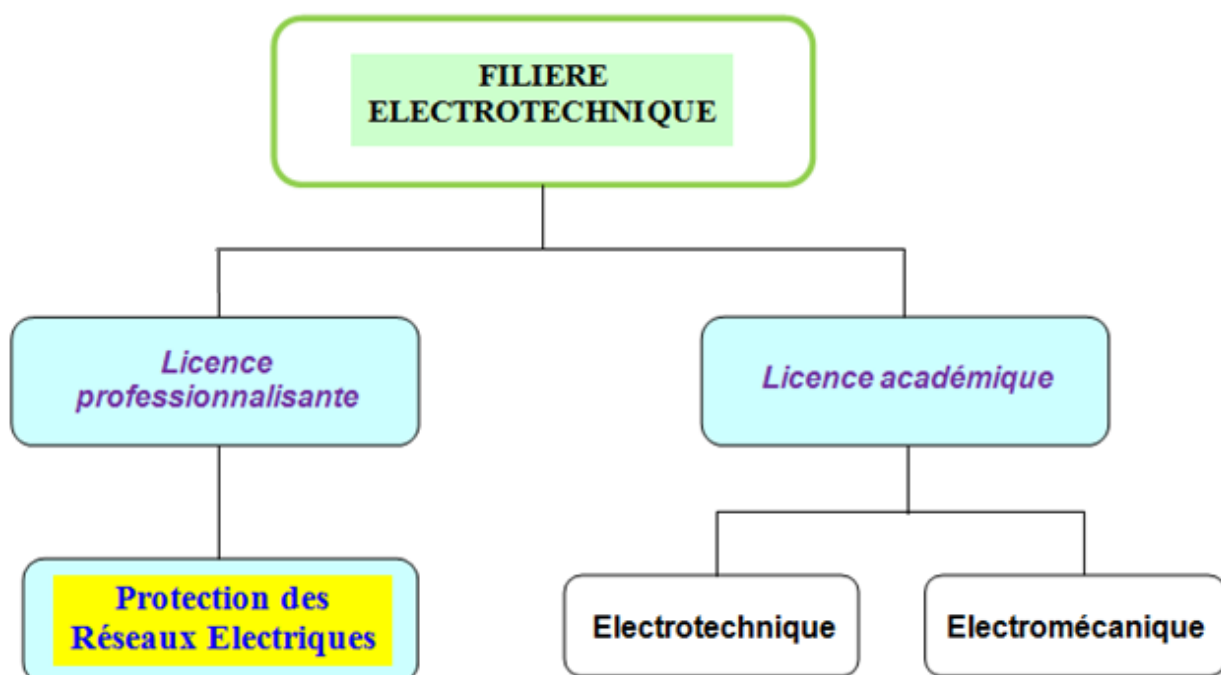 FILIERE
ELECTROTECHNIQUE
Licence
professionnalisante
Licence académique
Protection des
Réseaux Electriques
Electrotechnique
Electromécanique